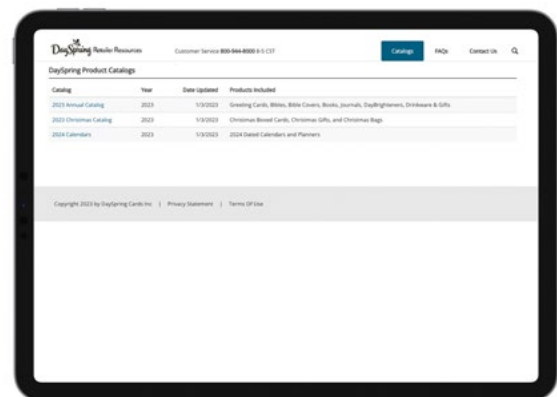 DaySpring Retailer Resources
Customer Service 800-944-8000 8-5 CST
Catalogs FAQs Contact Us
DaySpring Product Catalogs
Catalog Year Date Updated Products Included
2023 Annual Catalog 2023 1/3/2023 Greeting Cards, Bibles, Bible Covers, Books, Journals, DayBrighteners, Drinkware & Gifts
2023 Christmas Catalog 2023 1/3/2023 Christmas Boxed Cards, Christmas Gifts, and Christmas Bags
2024 Calendars 2023 1/3/2023 2024 Dated Calendars and Planners
Copyright 2023 by DaySpring Cards Inc | Privacy Statement | Terms Of Use